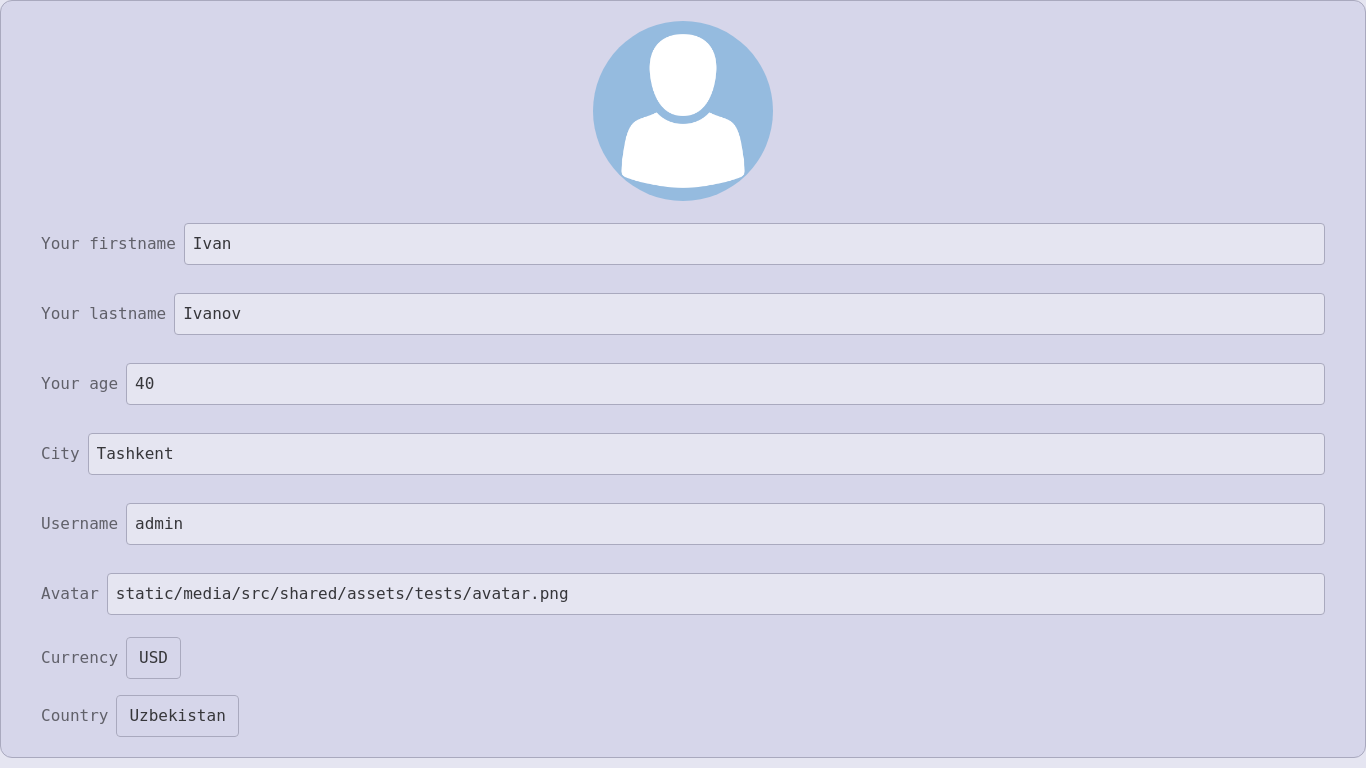 Your firstname Ivan
Your lastname Ivanov
Your age 40
City Tashkent
Username admin
Avatar static/media/src/shared/assets/tests/avatar.png
Currency USD
Country Uzbekistan